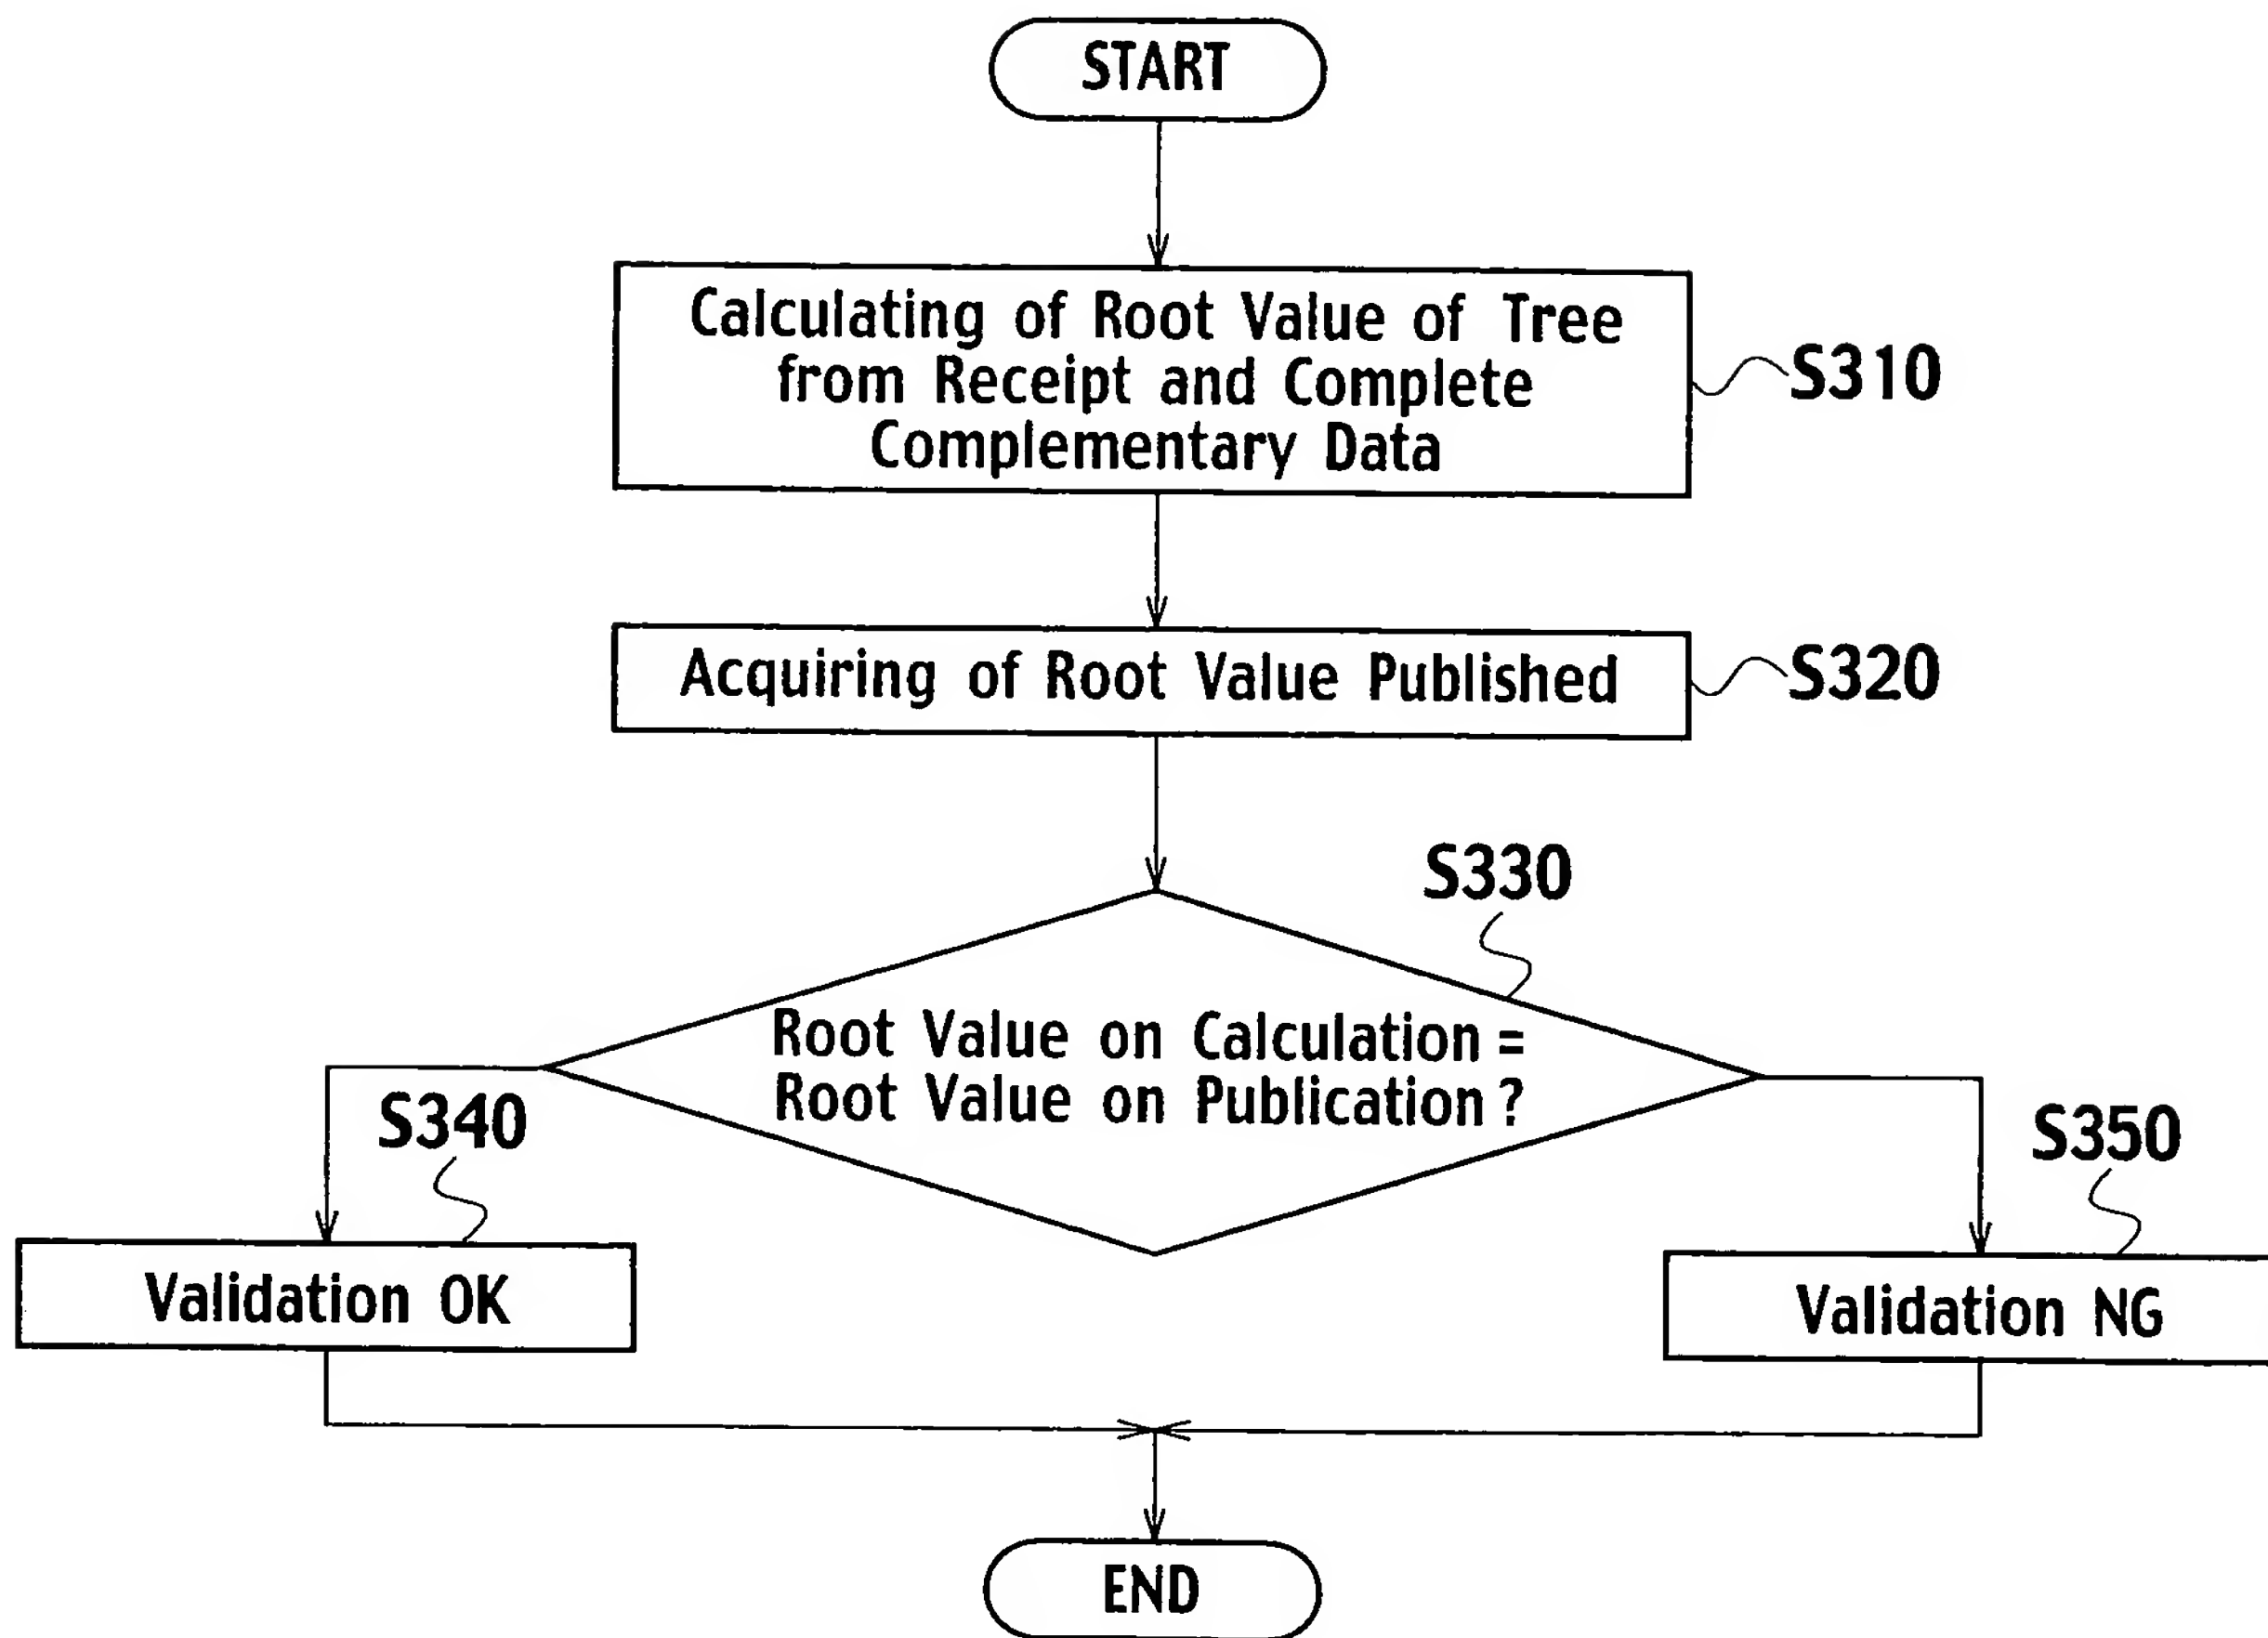 START
Calculating of Root Value of Tree
from Receipt and Complete
Complementary Data
S310
Acquiring of Root Value Published
S320
S330
Root Value on Calculation =
Root Value on Publication ?
S340
S350
Validation OK
Validation NG
END